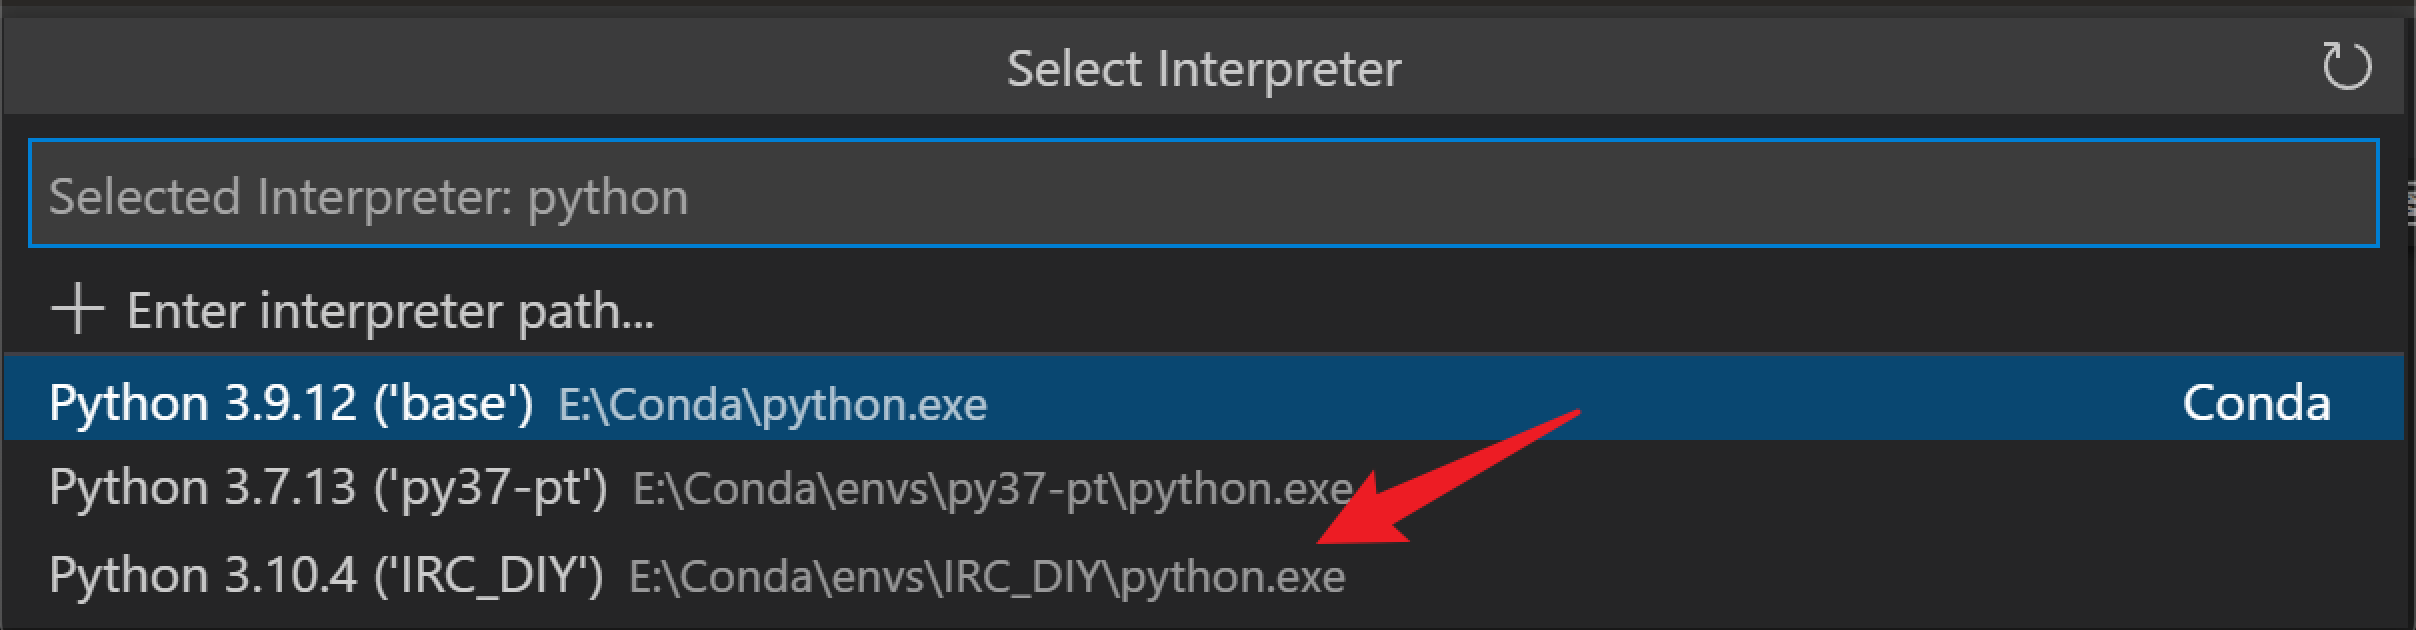 Select Interpreter
Selected Interpreter: python
Enter interpreter path...
Python 3.9.12 ('base') E:\Conda\python.exe Conda
Python 3.7.13 ('py37-pt') E:\Conda\envs\py37-pt\python.exe
Python 3.10.4 ('IRC_DIY') E:\Conda\envs\IRC_DIY\python.exe